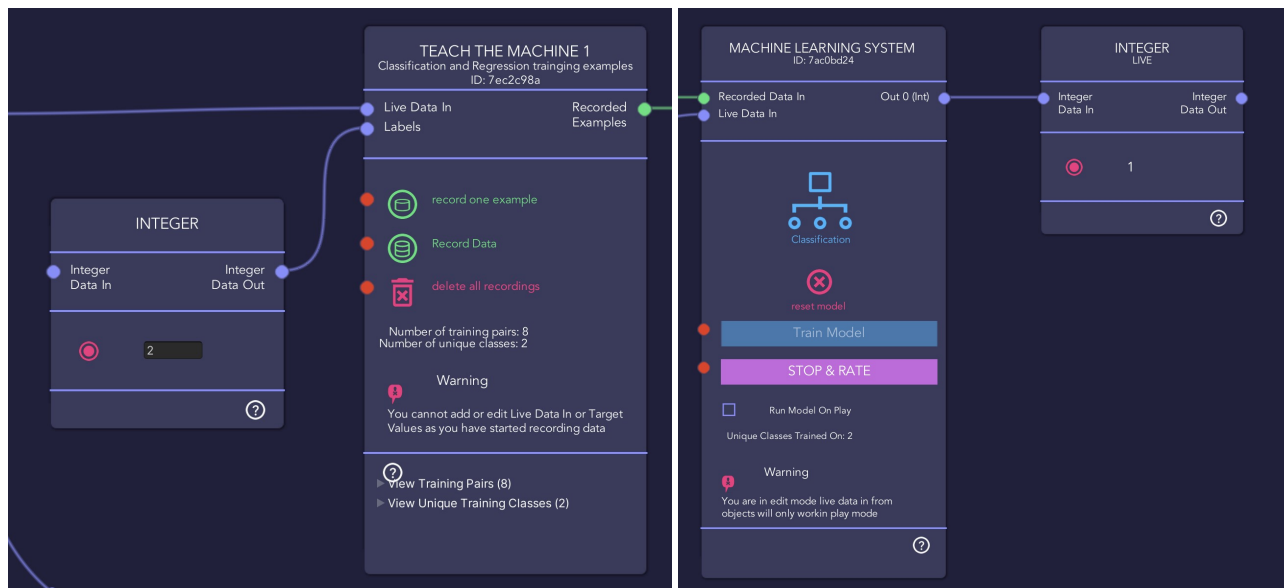 TEACH THE MACHINE 1
Classification and Regression trainging examples
ID: 7ec2c98a
Live Data In
Recorded Examples
Labels
record one example
Record Data
delete all recordings
Number of training pairs: 8
Number of unique classes: 2
Warning
You cannot add or edit Live Data In or Target
Values as you have started recording data
?
View Training Pairs (8)
View Unique Training Classes (2)
INTEGER
Integer Data In
Integer Data Out
2
?
MACHINE LEARNING SYSTEM
ID: 7ac0bd24
Recorded Data In
Out 0 (Int)
Live Data In
Classification
reset model
Train Model
STOP & RATE
Run Model On Play
Unique Classes Trained On: 2
Warning
You are in edit mode live data in from
objects will only workin play mode
?
INTEGER
LIVE
Integer Data In
Integer Data Out
1
?